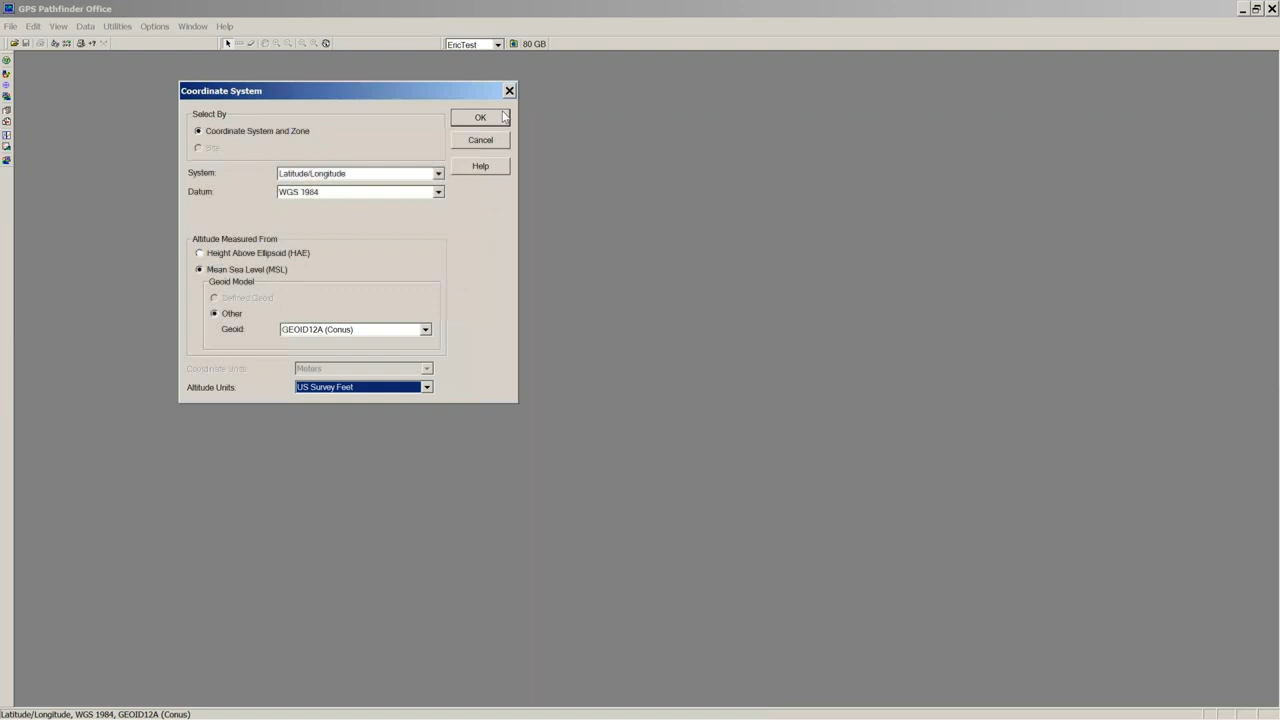 GPS Pathfinder Office
File Edit View Data Utilities Options Window Help
EricTest 80 GB
Coordinate System
Select By
OK
Coordinate System and Zone
Cancel
Site
Help
System: Latitude/Longitude
Datum: WGS 1984
Altitude Measured From
Height Above Ellipsoid (HAE)
Mean Sea Level (MSL)
Geoid Model
Defined Geoid
Other
Geoid: GEOID12A (Conus)
Coordinate Units: Meters
Altitude Units: US Survey Feet
Latitude/Longitude, WGS 1984, GEOID12A (Conus)